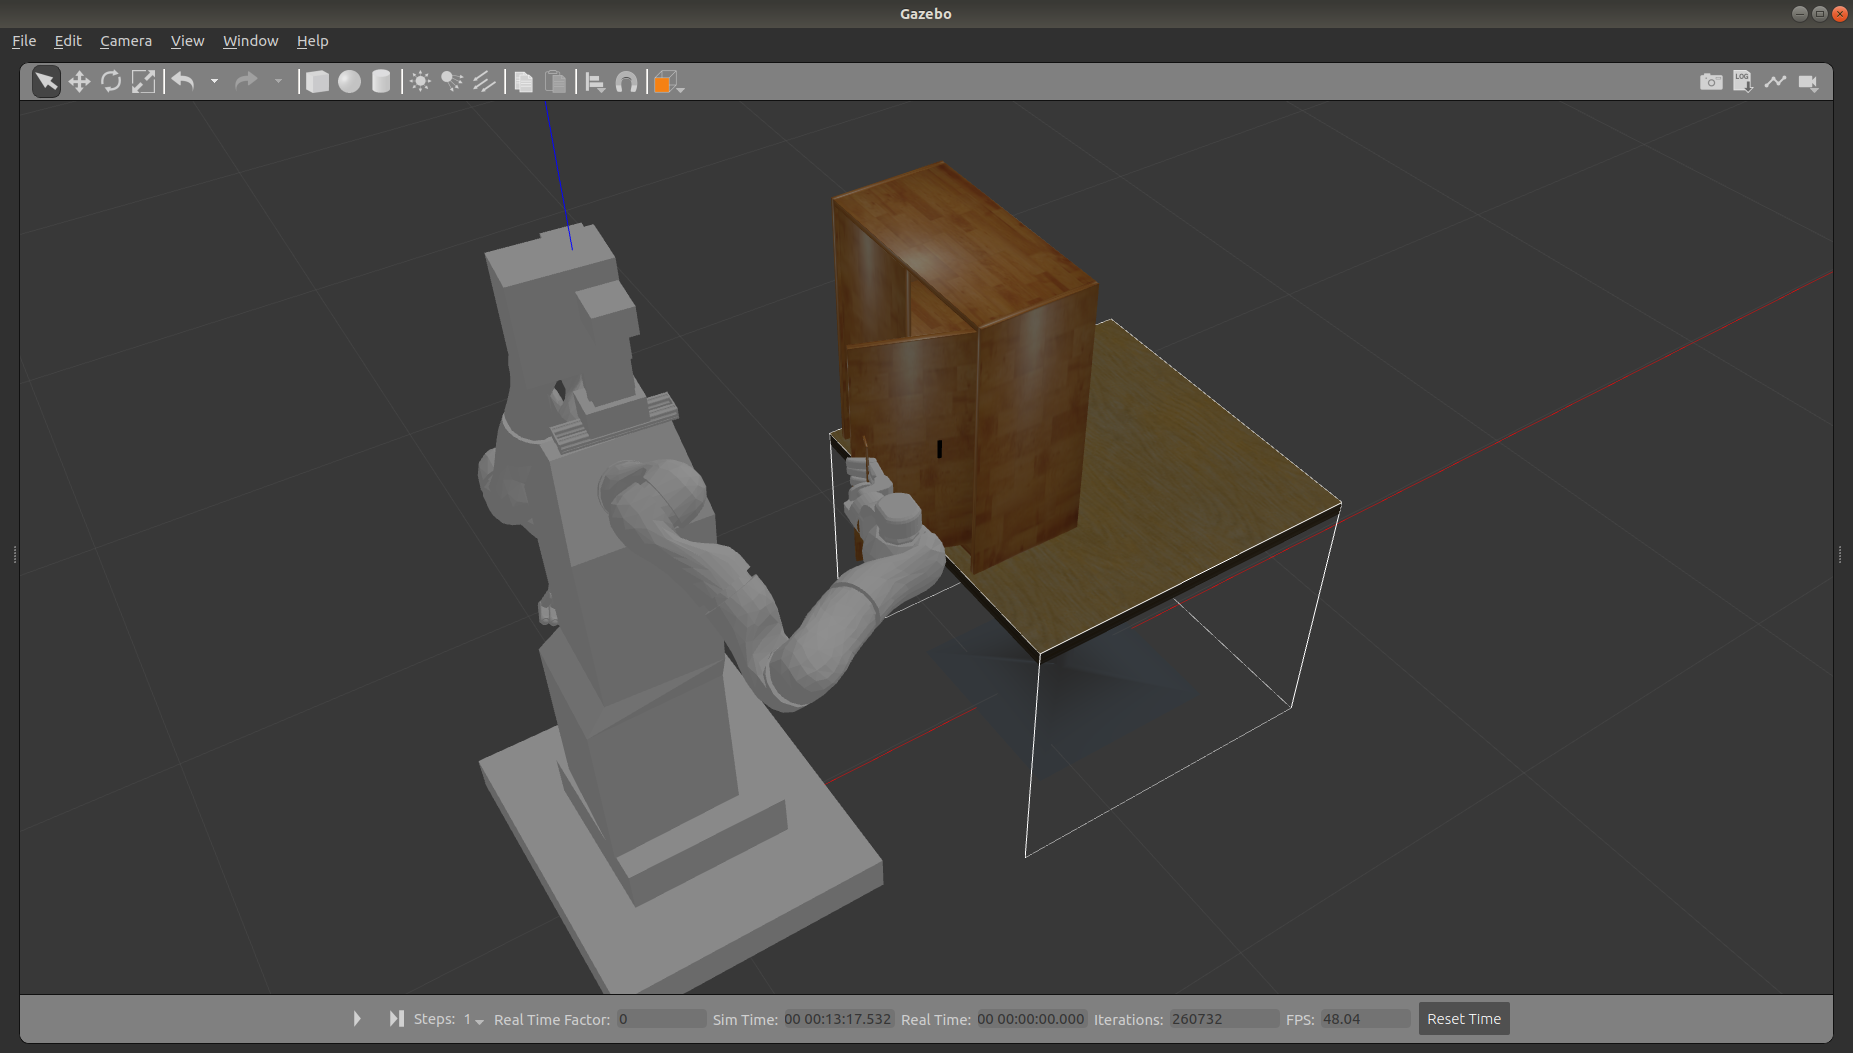 Gazebo
File Edit Camera View Window Help
LOG
Steps: 1 Real Time Factor: 0 Sim Time: 00 00:13:17.532 Real Time: 00 00:00:00.000 Iterations: 260732 FPS: 48.04 Reset Time